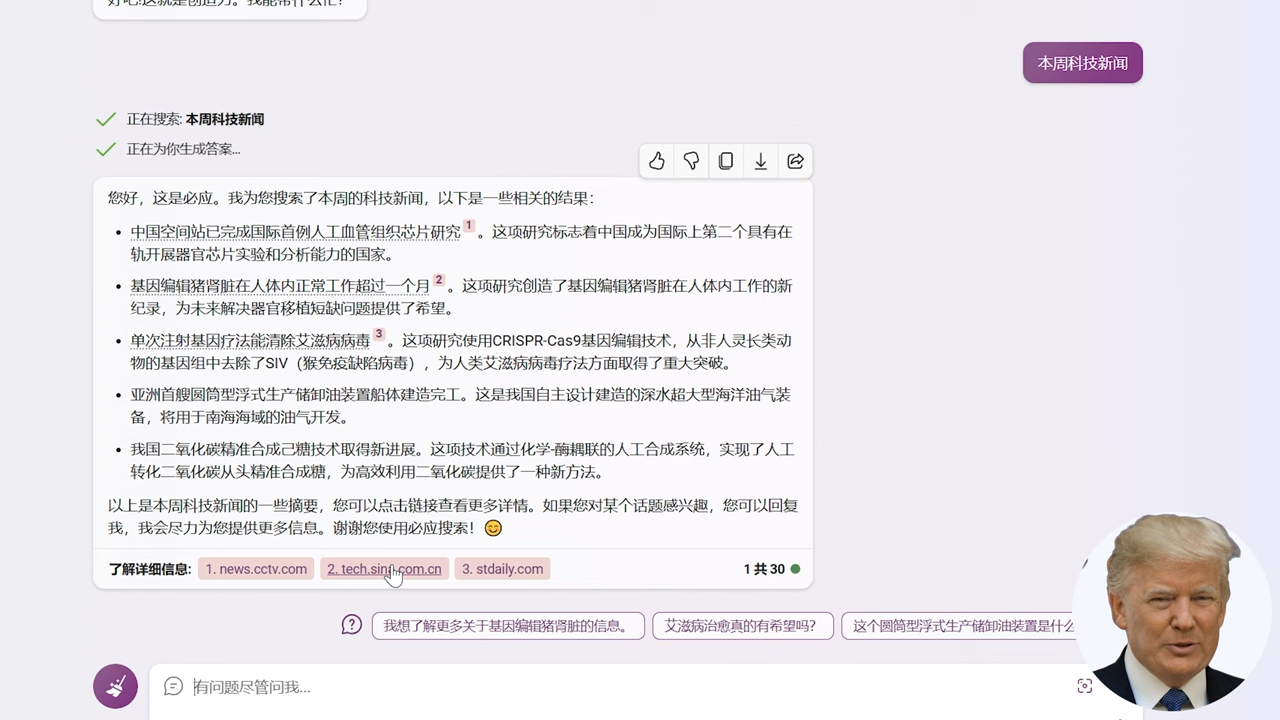 好吧!这就是创造力。我能帮什么忙?
本周科技新闻
正在搜索: 本周科技新闻
正在为你生成答案...
您好，这是必应。我为您搜索了本周的科技新闻，以下是一些相关的结果：
• 中国空间站已完成国际首例人工血管组织芯片研究 1 。这项研究标志着中国成为国际上第二个具有在
轨开展器官芯片实验和分析能力的国家。
• 基因编辑猪肾脏在人体内正常工作超过一个月 2 。这项研究创造了基因编辑猪肾脏在人体内工作的新
纪录，为未来解决器官移植短缺问题提供了希望。
• 单次注射基因疗法能清除艾滋病病毒 3 。这项研究使用CRISPR-Cas9基因编辑技术，从非人灵长类动
物的基因组中去除了SIV（猴免疫缺陷病毒），为人类艾滋病病毒疗法方面取得了重大突破。
• 亚洲首艘圆筒型浮式生产储卸油装置船体建造完工。这是我国自主设计建造的深水超大型海洋油气装
备，将用于南海海域的油气开发。
• 我国二氧化碳精准合成己糖技术取得新进展。这项技术通过化学-酶耦联的人工合成系统，实现了人工
转化二氧化碳从头精准合成糖，为高效利用二氧化碳提供了一种新方法。
以上是本周科技新闻的一些摘要，您可以点击链接查看更多详情。如果您对某个话题感兴趣，您可以回复
我，我会尽力为您提供更多信息。谢谢您使用必应搜索！😊
了解详细信息: 1. news.cctv.com 2. tech.sina.com.cn 3. stdaily.com 1 共 30
我想了解更多关于基因编辑猪肾脏的信息。 艾滋病治愈真的有希望吗? 这个圆筒型浮式生产储卸油装置是什么
有问题尽管问我...